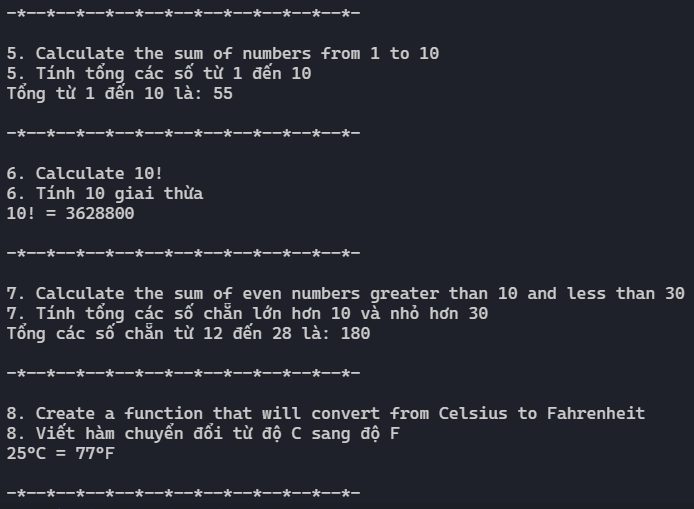 -*--*--*--*--*--*--*--*--*--*--*--*-
5. Calculate the sum of numbers from 1 to 10
5. Tính tổng các số từ 1 đến 10
Tổng từ 1 đến 10 là: 55
-*--*--*--*--*--*--*--*--*--*--*--*-
6. Calculate 10!
6. Tính 10 giai thừa
10! = 3628800
-*--*--*--*--*--*--*--*--*--*--*--*-
7. Calculate the sum of even numbers greater than 10 and less than 30
7. Tính tổng các số chẵn lớn hơn 10 và nhỏ hơn 30
Tổng các số chẵn từ 12 đến 28 là: 180
-*--*--*--*--*--*--*--*--*--*--*--*-
8. Create a function that will convert from Celsius to Fahrenheit
8. Viết hàm chuyển đổi từ độ C sang độ F
25°C = 77°F
-*--*--*--*--*--*--*--*--*--*--*--*-